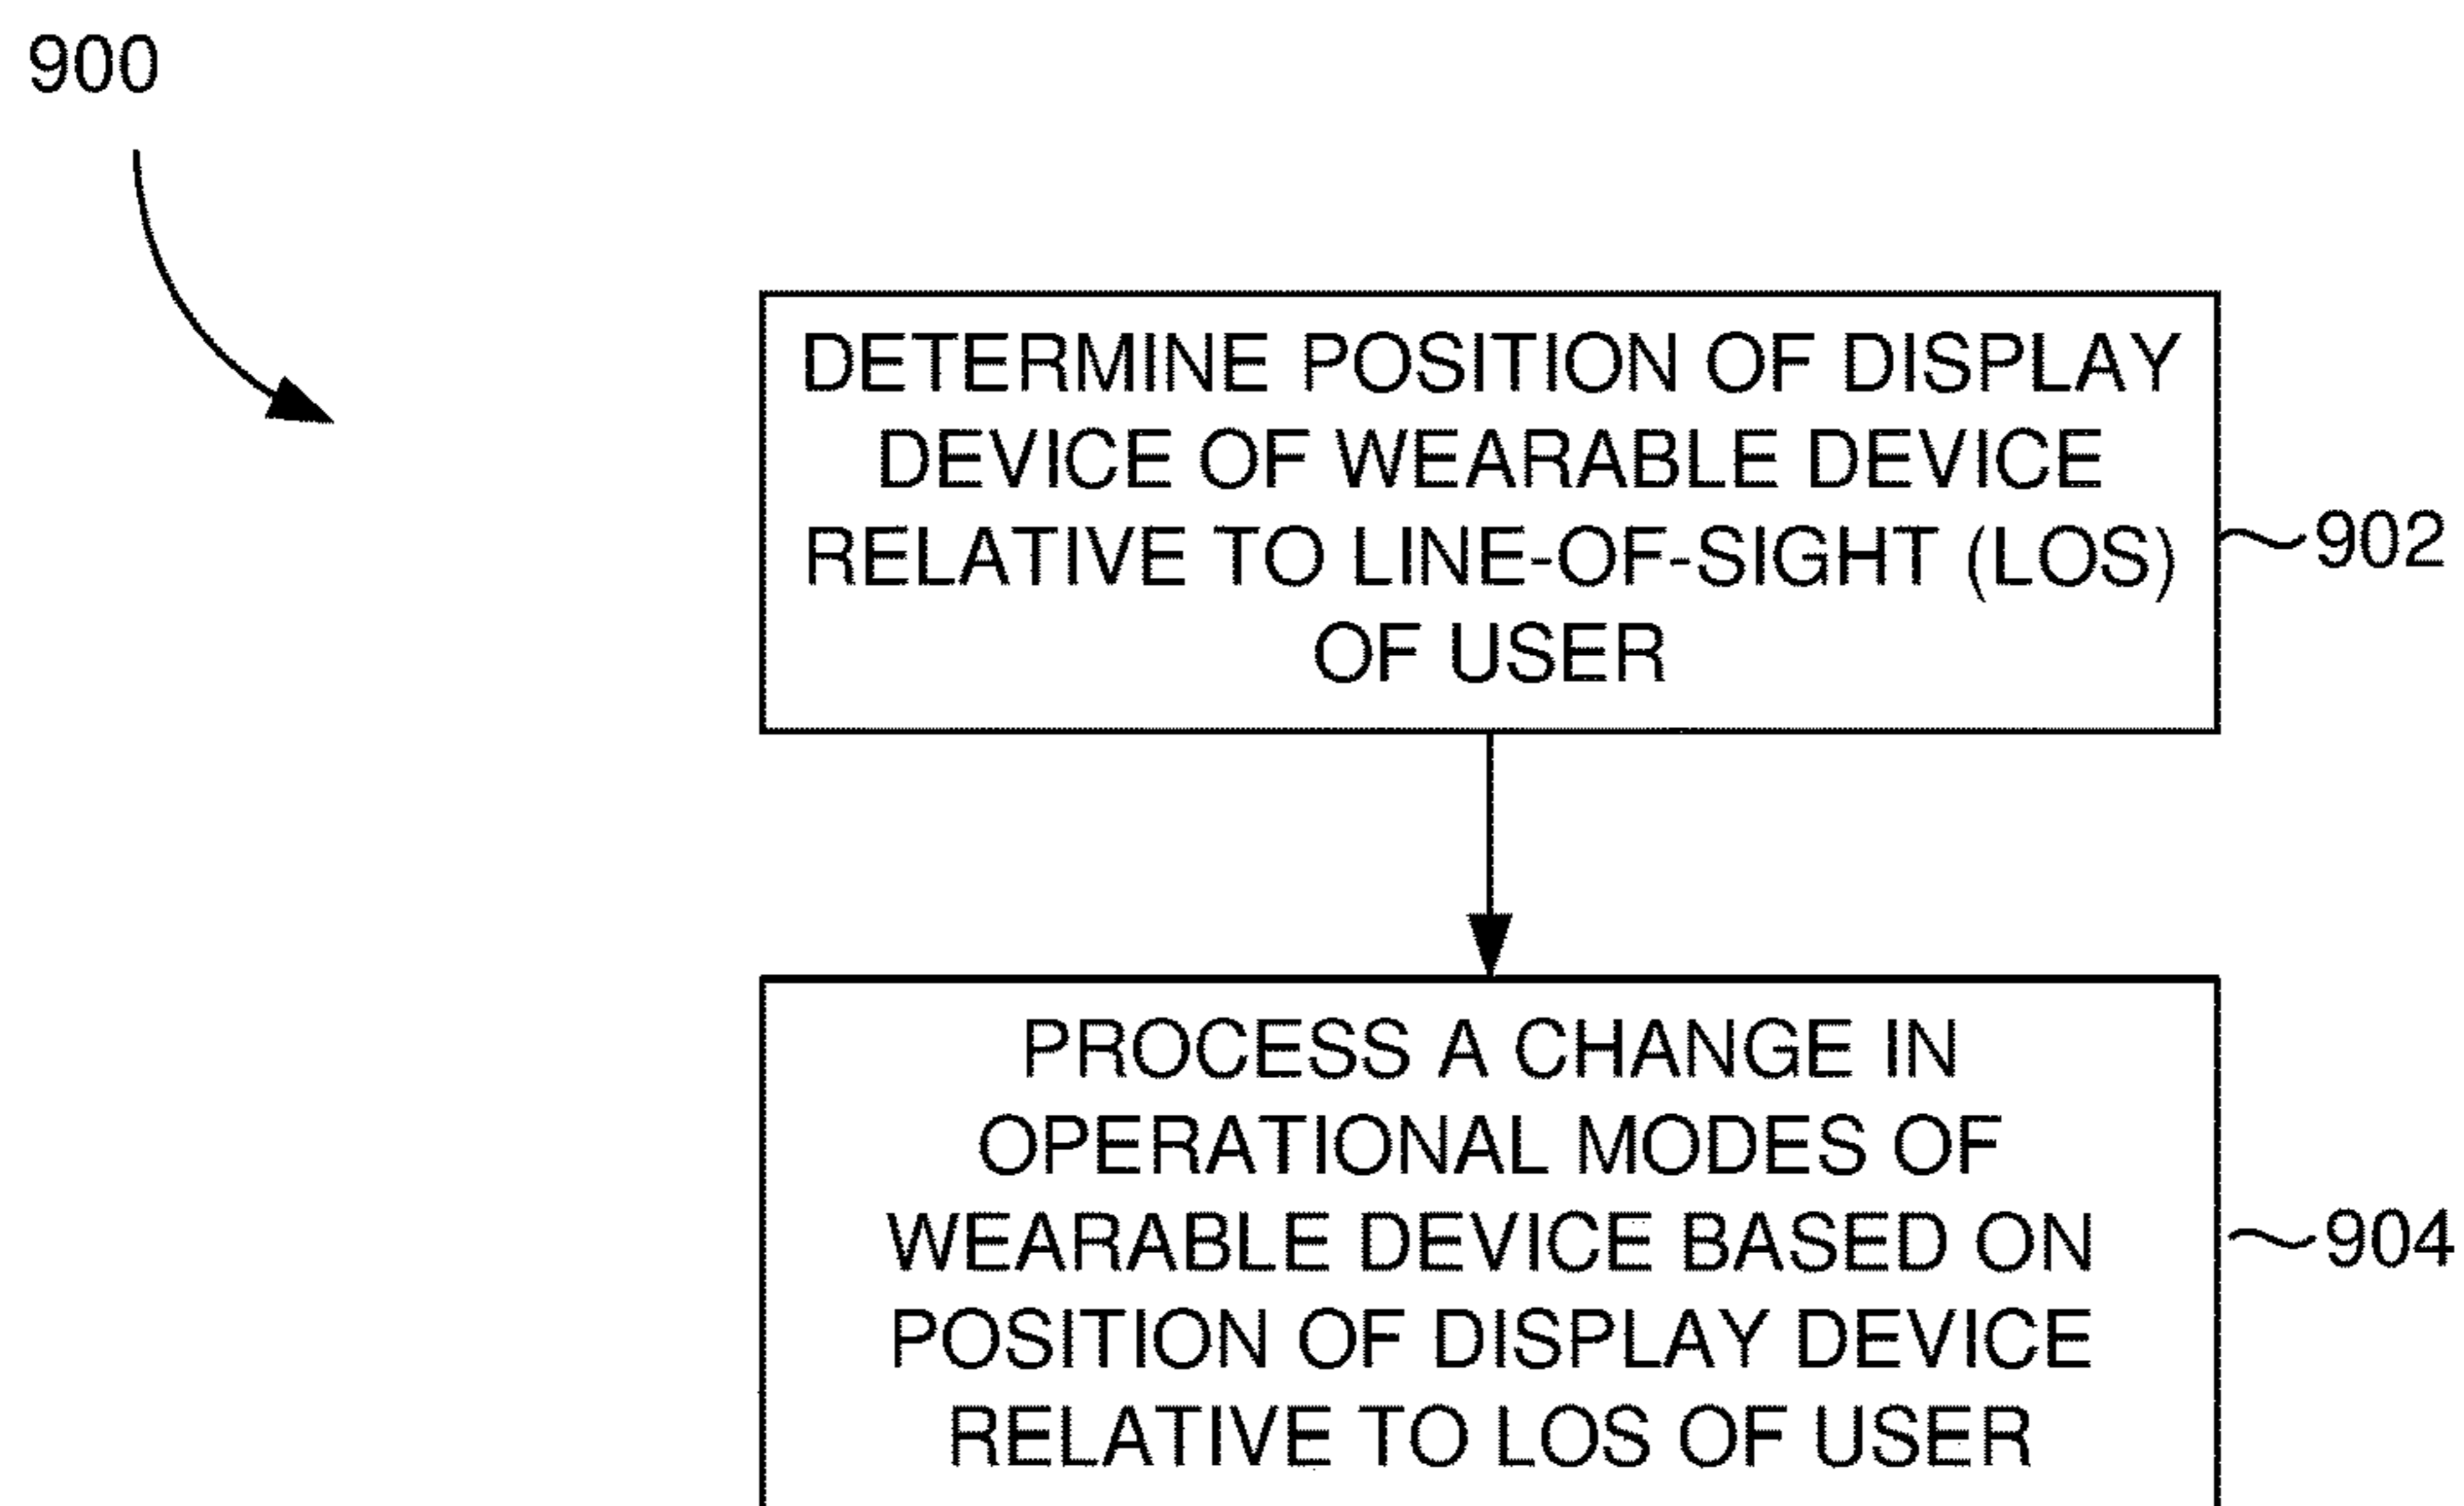 900
DETERMINE POSITION OF DISPLAY
DEVICE OF WEARABLE DEVICE
RELATIVE TO LINE-OF-SIGHT (LOS)
OF USER
902
PROCESS A CHANGE IN
OPERATIONAL MODES OF
WEARABLE DEVICE BASED ON
POSITION OF DISPLAY DEVICE
RELATIVE TO LOS OF USER
904